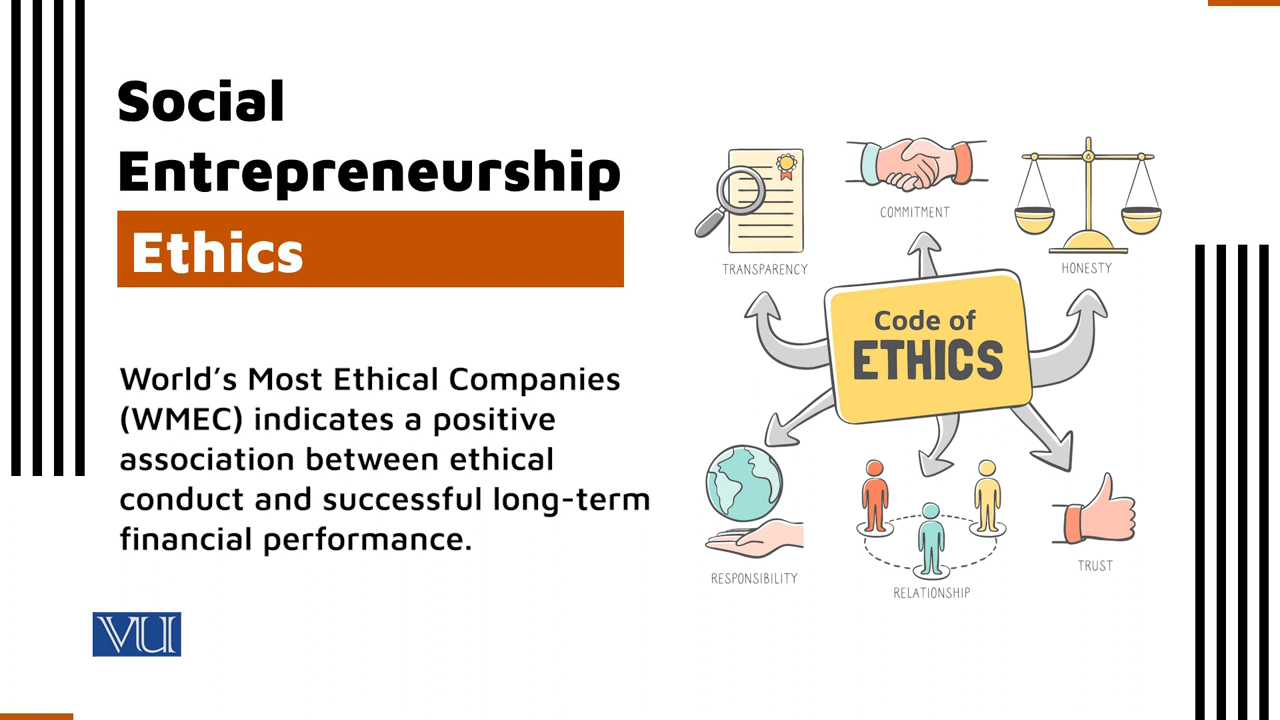 Social
Entrepreneurship
Ethics
World's Most Ethical Companies
(WMEC) indicates a positive
association between ethical
conduct and successful long-term
financial performance.
TRANSPARENCY
COMMITMENT
HONESTY
Code of
ETHICS
RESPONSIBILITY
RELATIONSHIP
TRUST
VU